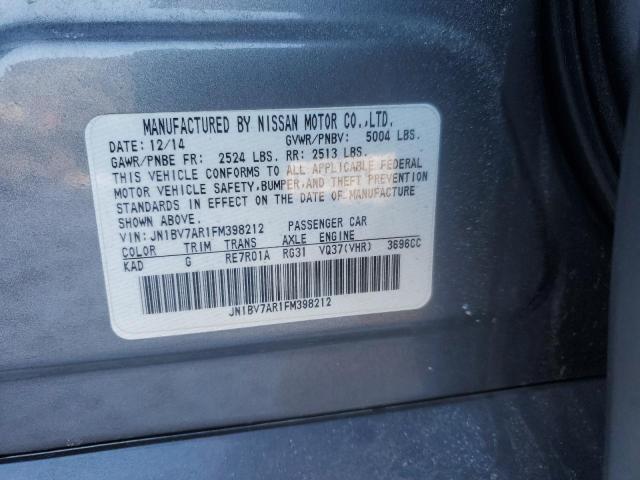 MANUFACTURED BY NISSAN MOTOR CO.,LTD.
DATE: 12/14 GVWR/PNBV: 5004 LBS.
GAWR/PNBE FR: 2524 LBS. RR: 2513 LBS.
THIS VEHICLE CONFORMS TO ALL APPLICABLE FEDERAL
MOTOR VEHICLE SAFETY,BUMPER,AND THEFT PREVENTION
STANDARDS IN EFFECT ON THE DATE OF MANUFACTURE
SHOWN ABOVE.
VIN: JN1BV7AR1FM398212 PASSENGER CAR
COLOR TRIM TRANS AXLE ENGINE
KAD G RE7R01A RG31 VQ37(VHR) 3696CC
JN1BV7AR1FM398212